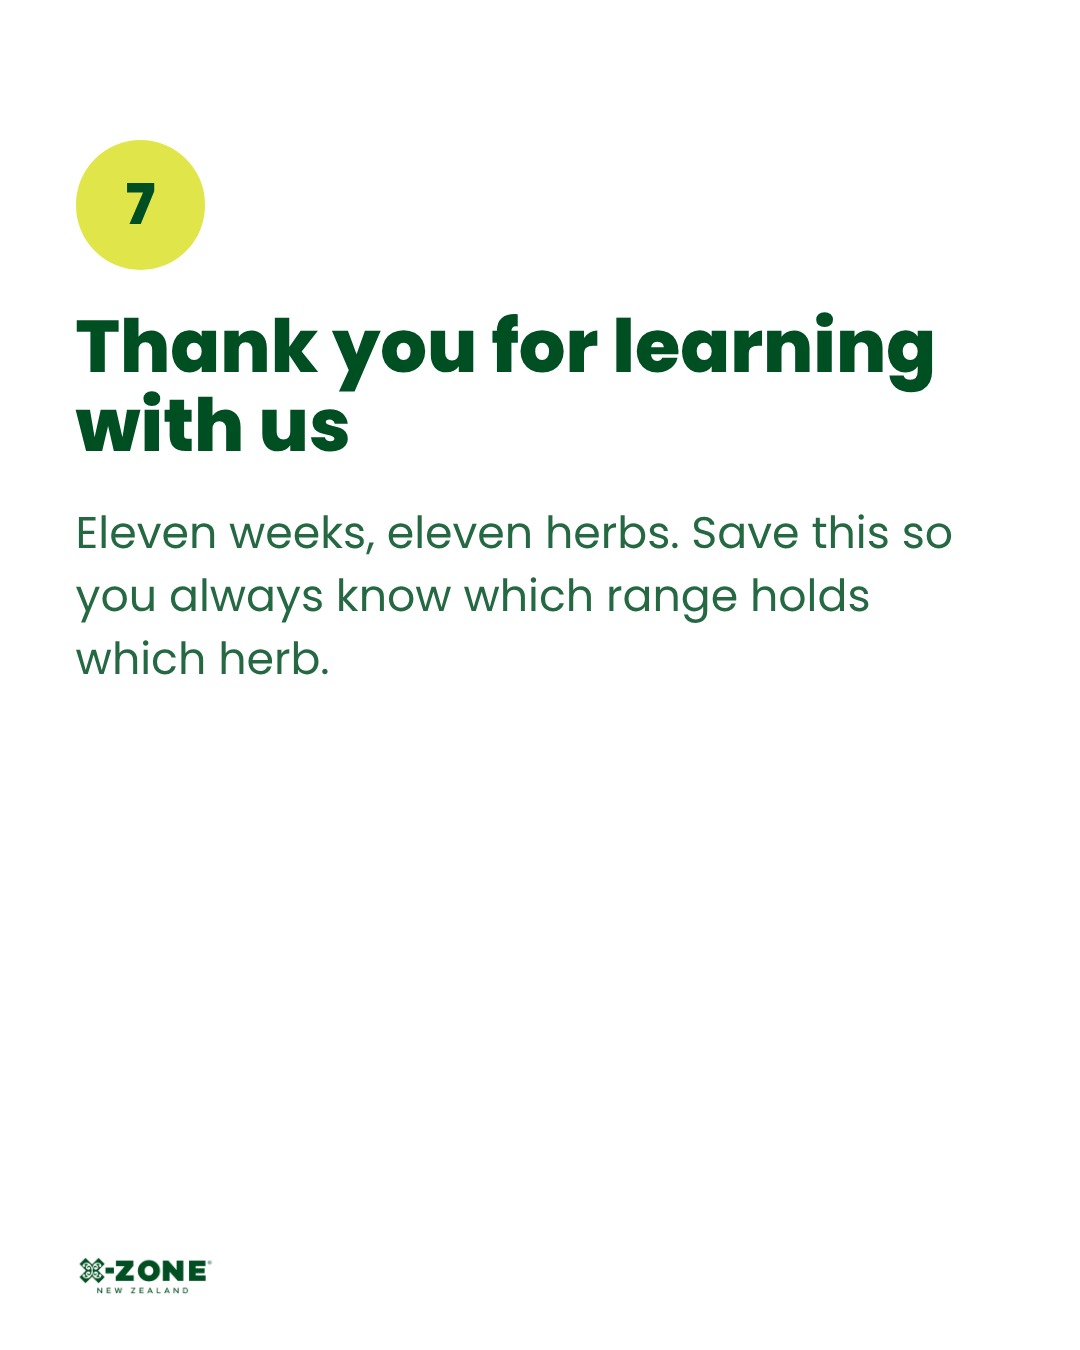 7
Thank you for learning
with us
Eleven weeks, eleven herbs. Save this so
you always know which range holds
which herb.
X-ZONE®
NEW ZEALAND